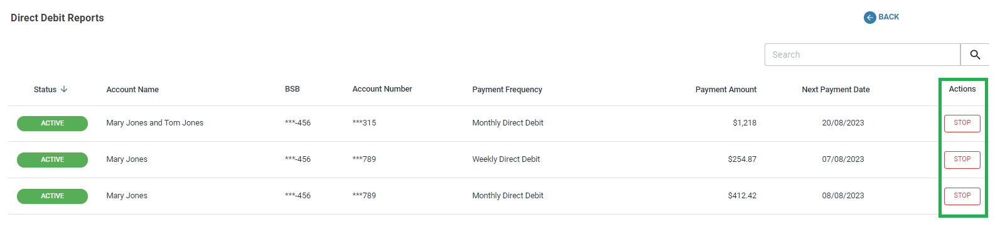 Direct Debit Reports BACK
Search
Status Account Name BSB Account Number Payment Frequency Payment Amount Next Payment Date Actions
ACTIVE Mary Jones and Tom Jones ***-456 ***315 Monthly Direct Debit $1,218 20/08/2023 STOP
ACTIVE Mary Jones ***-456 ***789 Weekly Direct Debit $254.87 07/08/2023 STOP
ACTIVE Mary Jones ***-456 ***789 Monthly Direct Debit $412.42 08/08/2023 STOP